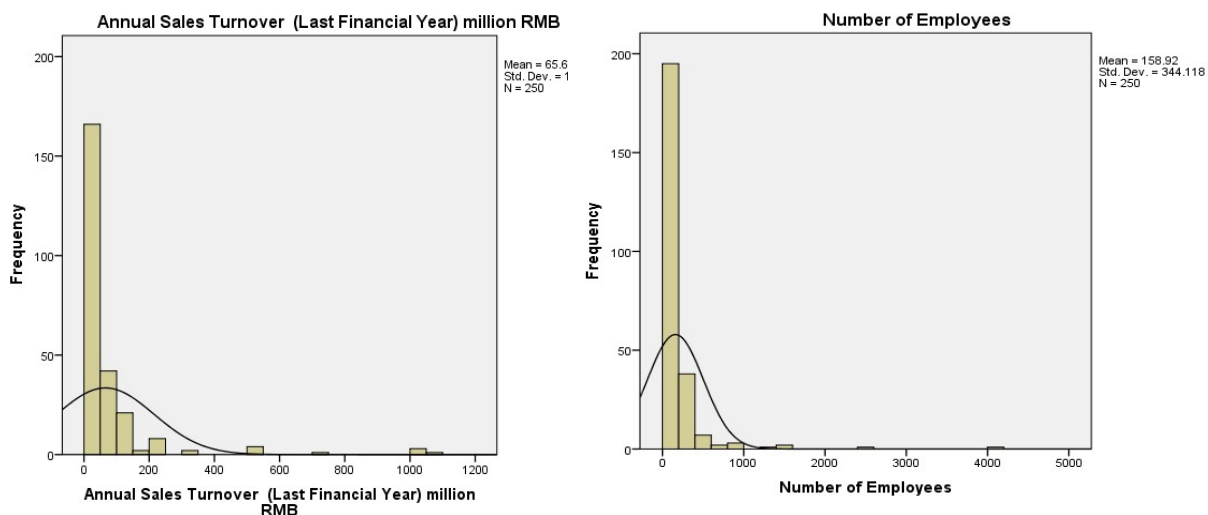 Annual Sales Turnover (Last Financial Year) million RMB
Mean = 65.6
Std. Dev. = 1
N = 250
200
150
100
50
0
Frequency
0 200 400 600 800 1000 1200
Annual Sales Turnover (Last Financial Year) million
RMB
Number of Employees
Mean = 158.92
Std. Dev. = 344.118
N = 250
200
150
100
50
0
Frequency
0 1000 2000 3000 4000 5000
Number of Employees